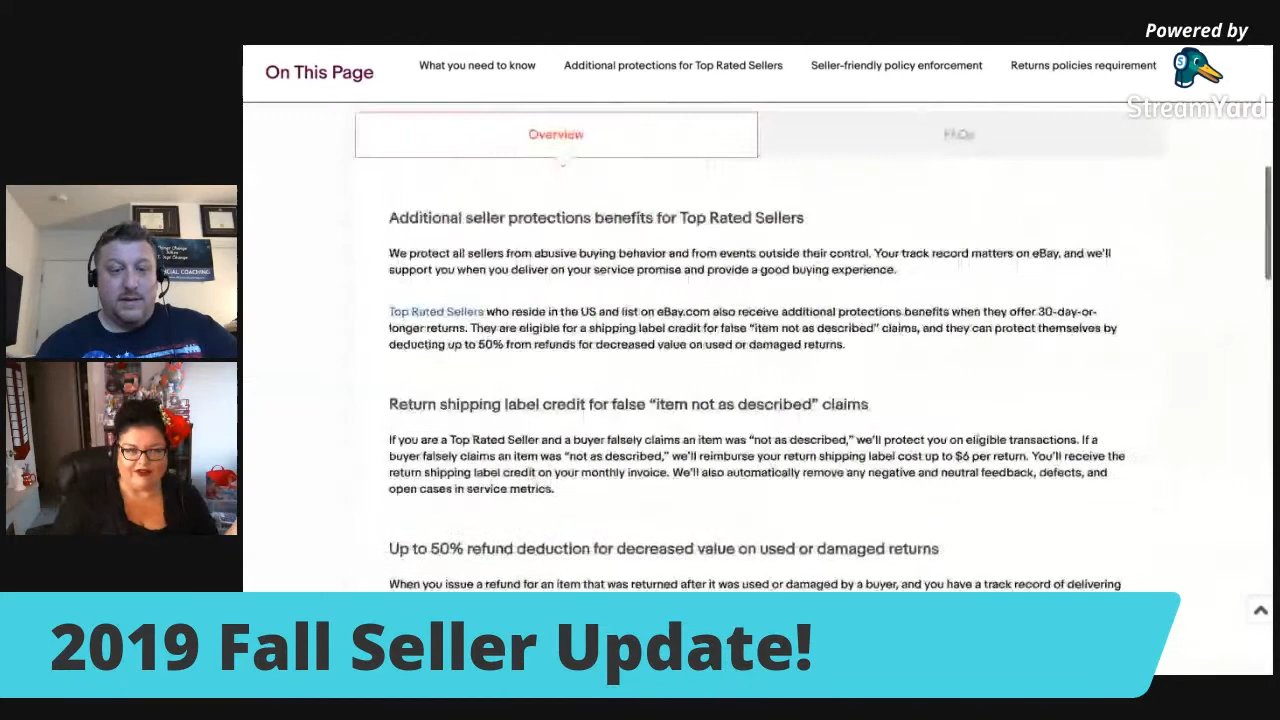 Powered by
StreamYard
On This Page
What you need to know
Additional protections for Top Rated Sellers
Seller-friendly policy enforcement
Returns policies requirement
Overview
FAQs
Additional seller protections benefits for Top Rated Sellers
We protect all sellers from abusive buying behavior and from events outside their control. Your track record matters on eBay, and we'll
support you when you deliver on your service promise and provide a good buying experience.
Top Rated Sellers who reside in the US and list on eBay.com also receive additional protections benefits when they offer 30-day-or-
longer returns. They are eligible for a shipping label credit for false "item not as described" claims, and they can protect themselves by
deducting up to 50% from refunds for decreased value on used or damaged returns.
Return shipping label credit for false "item not as described" claims
If you are a Top Rated Seller and a buyer falsely claims an item was "not as described," we'll protect you on eligible transactions. If a
buyer falsely claims an item was "not as described," we'll reimburse your return shipping label cost up to $6 per return. You'll receive the
return shipping label credit on your monthly invoice. We'll also automatically remove any negative and neutral feedback, defects, and
open cases in service metrics.
Up to 50% refund deduction for decreased value on used or damaged returns
When you issue a refund for an item that was returned after it was used or damaged by a buyer, and you have a track record of delivering
COACHING
2019 Fall Seller Update!